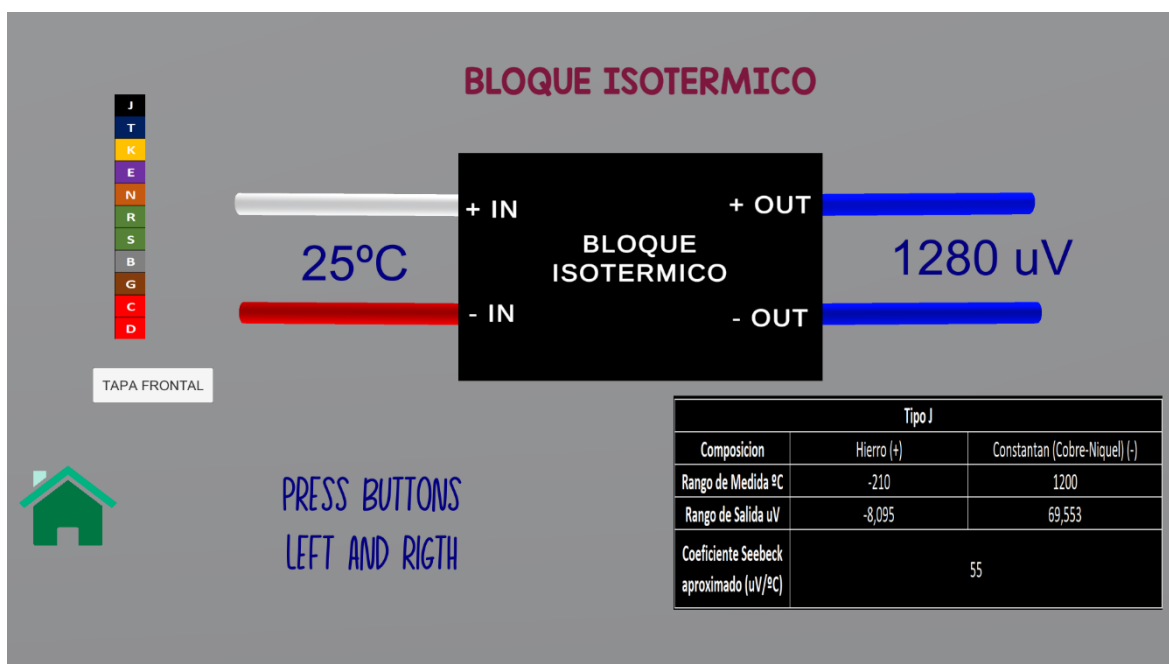 BLOQUE ISOTERMICO
J
T
K
E
N
R
S
B
G
C
D
TAPA FRONTAL
+ IN
+ OUT
25ºC
BLOQUE
ISOTERMICO
1280 uV
- IN
- OUT
PRESS BUTTONS
LEFT AND RIGTH
Tipo J
Composicion Hierro (+) Constantan (Cobre-Niquel) (-)
Rango de Medida ºC -210 1200
Rango de Salida uV -8,095 69,553
Coeficiente Seebeck
aproximado (uV/ºC) 55